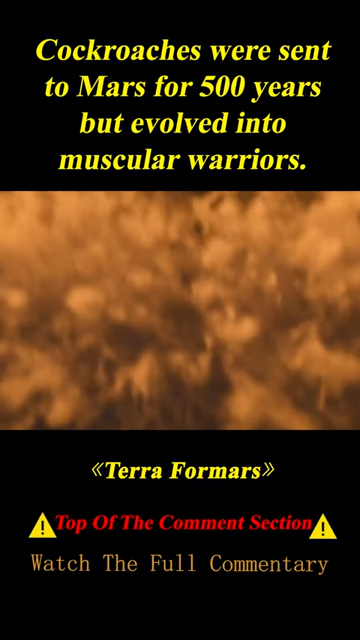 Cockroaches were sent
to Mars for 500 years
but evolved into
muscular warriors.
《Terra Formars》
Top Of The Comment Section
Watch The Full Commentary